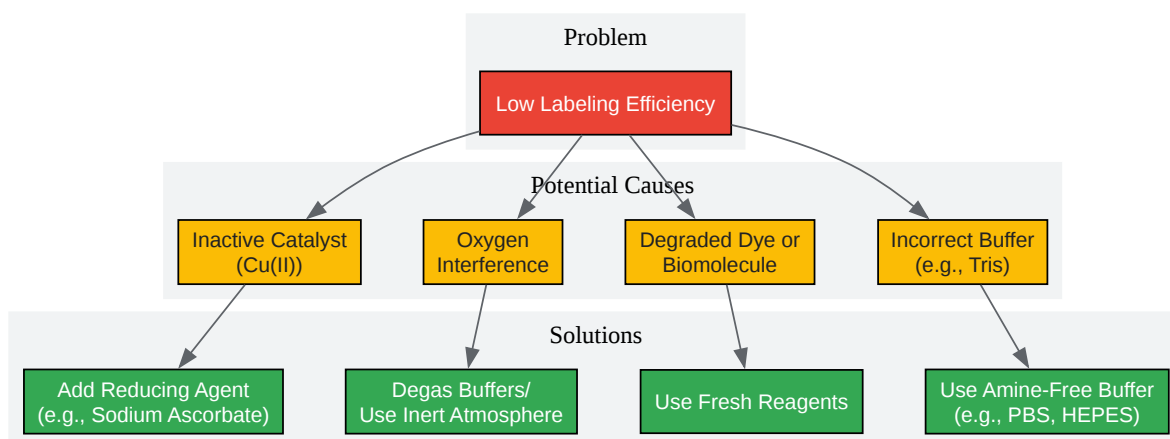 Problem
Low Labeling Efficiency
Potential Causes
Inactive Catalyst
(Cu(II))
Oxygen
Interference
Degraded Dye or
Biomolecule
Incorrect Buffer
(e.g., Tris)
Solutions
Add Reducing Agent
(e.g., Sodium Ascorbate)
Degas Buffers/
Use Inert Atmosphere
Use Fresh Reagents
Use Amine-Free Buffer
(e.g., PBS, HEPES)